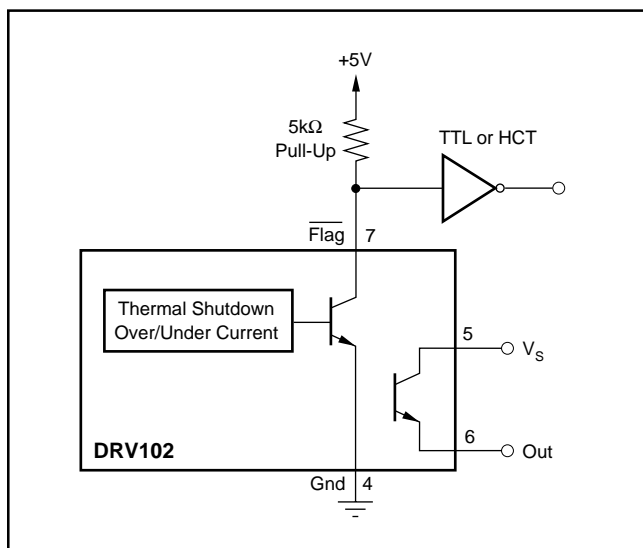 +5V
5kΩ
Pull-Up
TTL or HCT
Flag
7
Thermal Shutdown
Over/Under Current
5
VS
6
Out
DRV102
Gnd
4